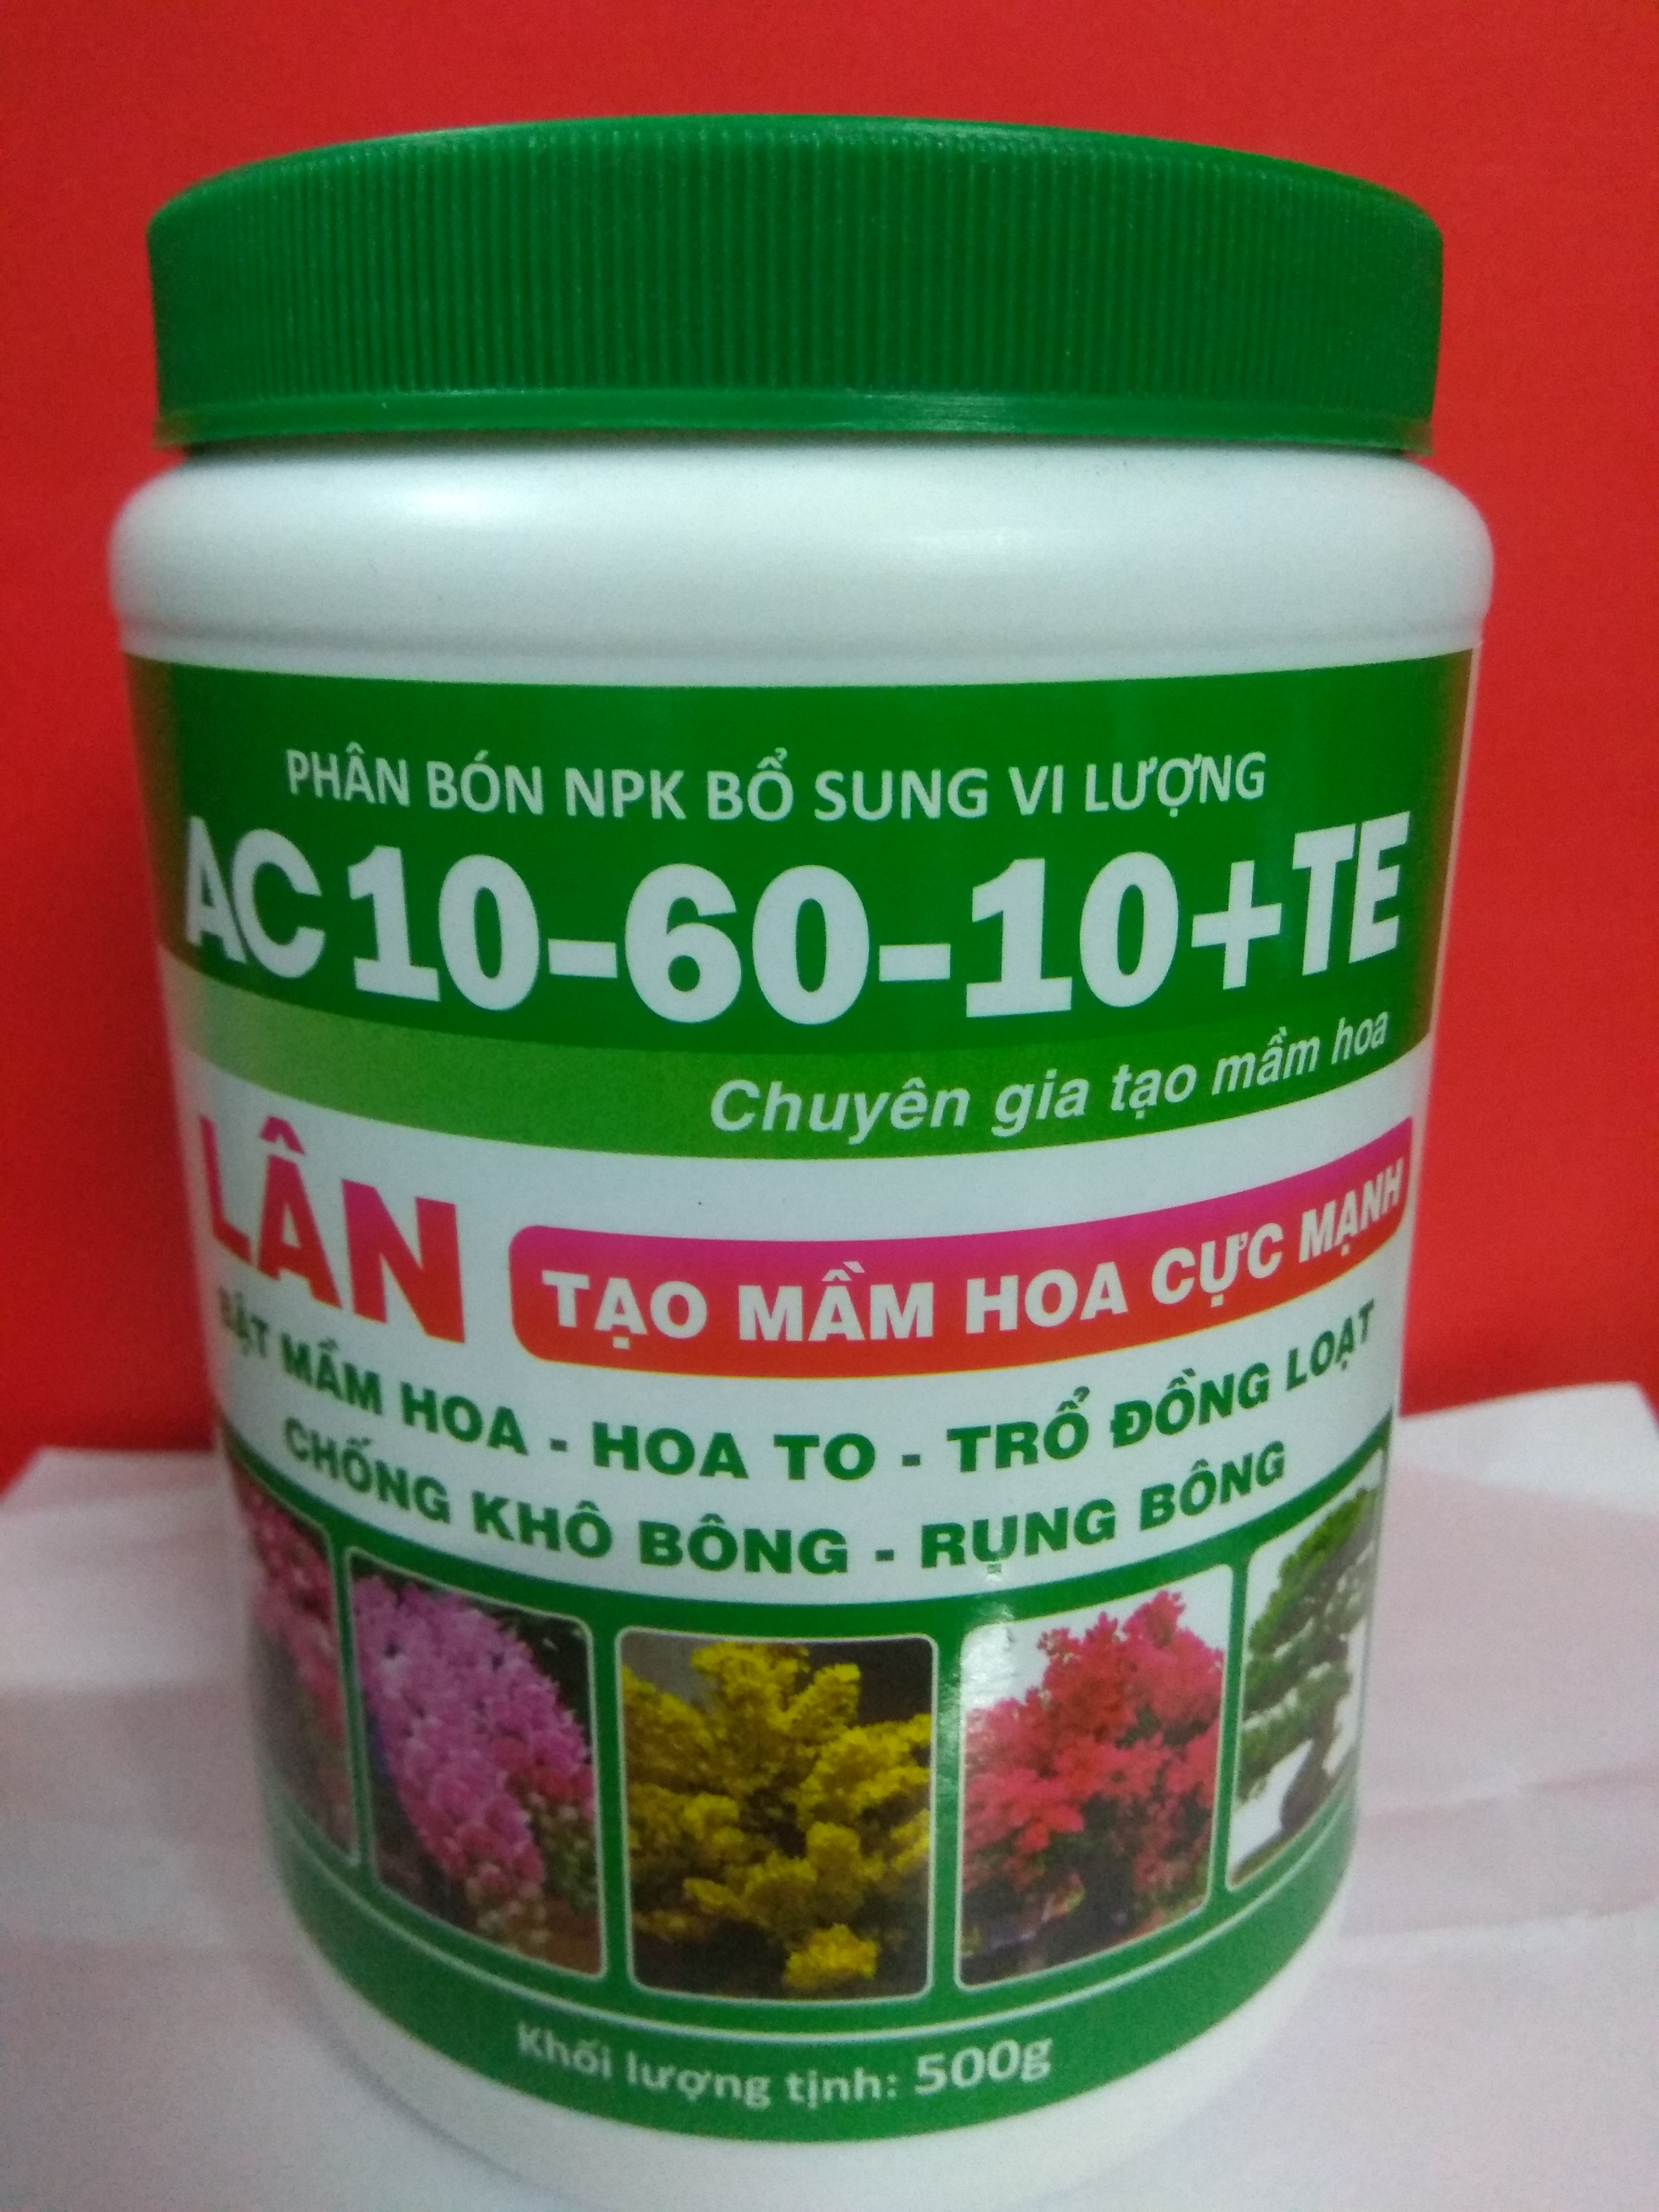 PHÂN BÓN NPK BỔ SUNG VI LƯỢNG
AC 10-60-10+TE
Chuyên gia tạo mầm hoa
LÂN
TẠO MẦM HOA CỰC MẠNH
BẬT MẦM HOA - HOA TO - TRỔ ĐỒNG LOẠT
CHỐNG KHÔ BÔNG - RỤNG BÔNG
Khối lượng tịnh: 500g